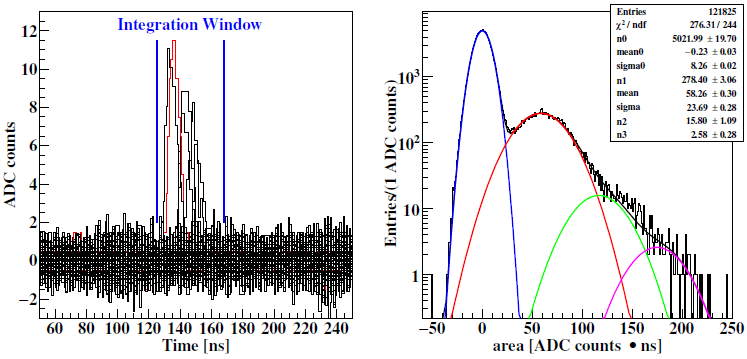 Integration Window
ADC counts
12
10
8
6
4
2
0
−2
60 80 100 120 140 160 180 200 220 240
Time [ns]
Entries 121825
χ² / ndf 276.31 / 244
n0 5021.99 ± 19.70
mean0 −0.23 ± 0.03
sigma0 8.26 ± 0.02
n1 278.40 ± 3.06
mean 58.26 ± 0.30
sigma 23.69 ± 0.28
n2 15.80 ± 1.09
n3 2.58 ± 0.28
Entries/(1 ADC counts)
10³
10²
10
1
−50 0 50 100 150 200 250
area [ADC counts • ns]